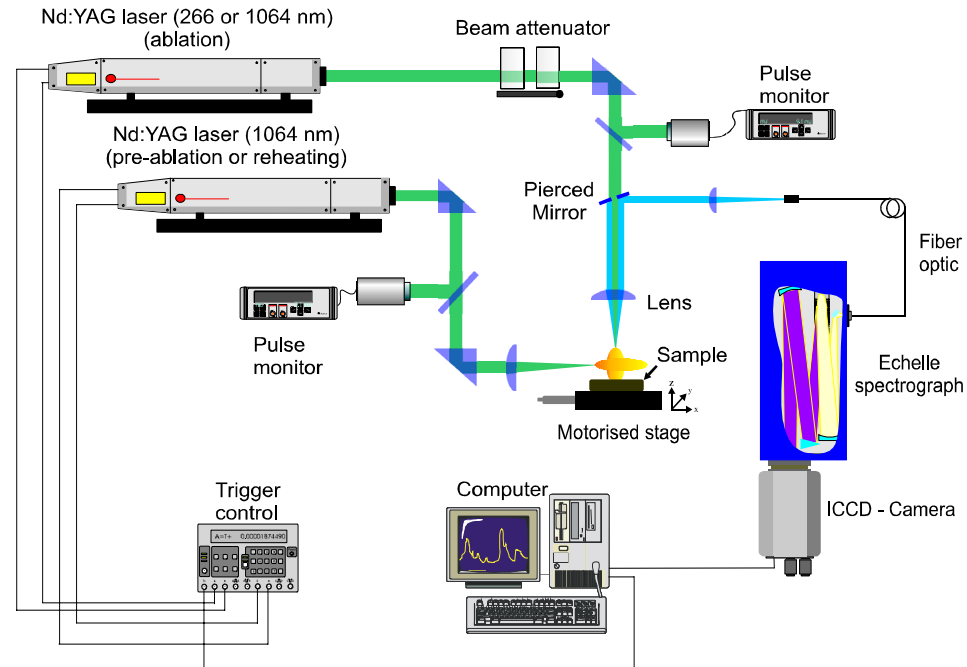 Nd:YAG laser (266 or 1064 nm)
(ablation)
Beam attenuator
Pulse
monitor
Nd:YAG laser (1064 nm)
(pre-ablation or reheating)
Pierced
Mirror
Fiber
optic
Lens
Pulse
monitor
Sample
z
y
x
Motorised stage
Echelle
spectrograph
Trigger
control
Computer
ICCD - Camera